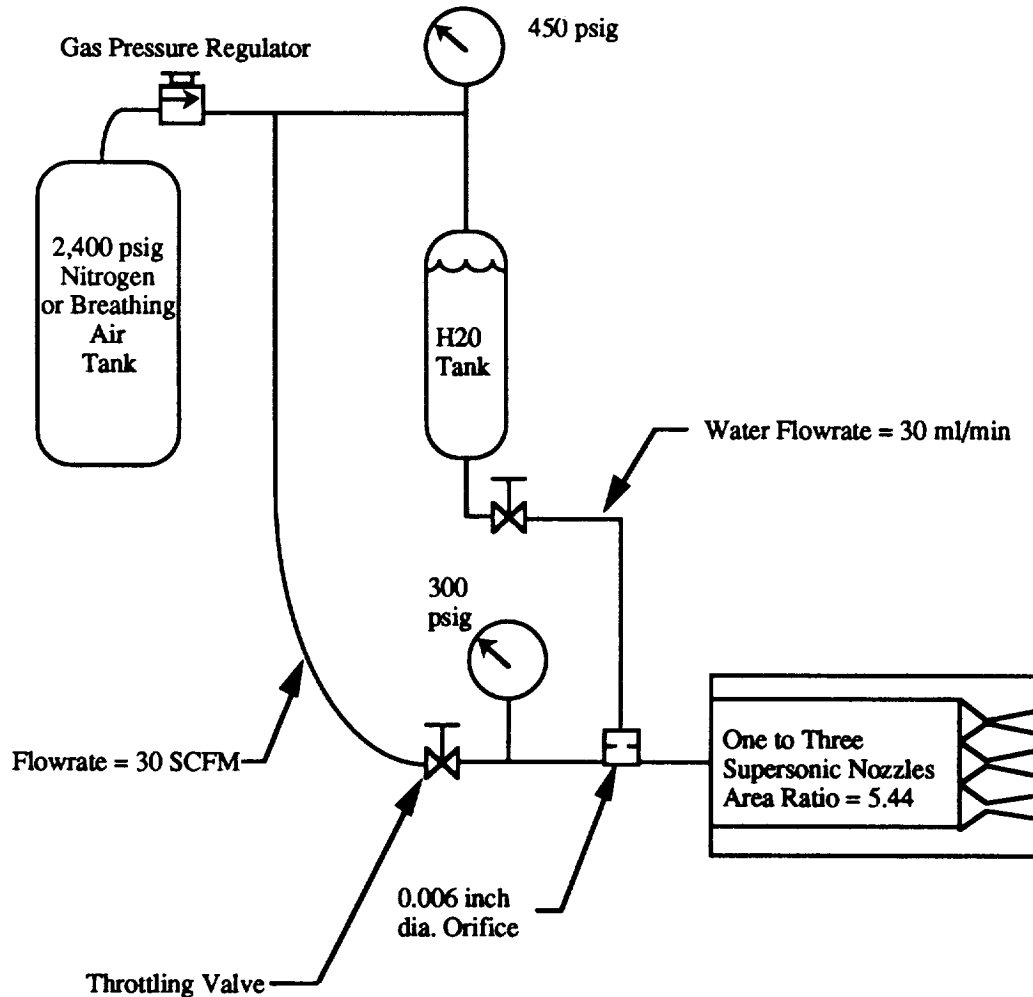 450 psig
Gas Pressure Regulator
2,400 psig
Nitrogen
or Breathing
Air
Tank
H20
Tank
Water Flowrate = 30 ml/min
300
psig
Flowrate = 30 SCFM
One to Three
Supersonic Nozzles
Area Ratio = 5.44
0.006 inch
dia. Orifice
Throttling Valve